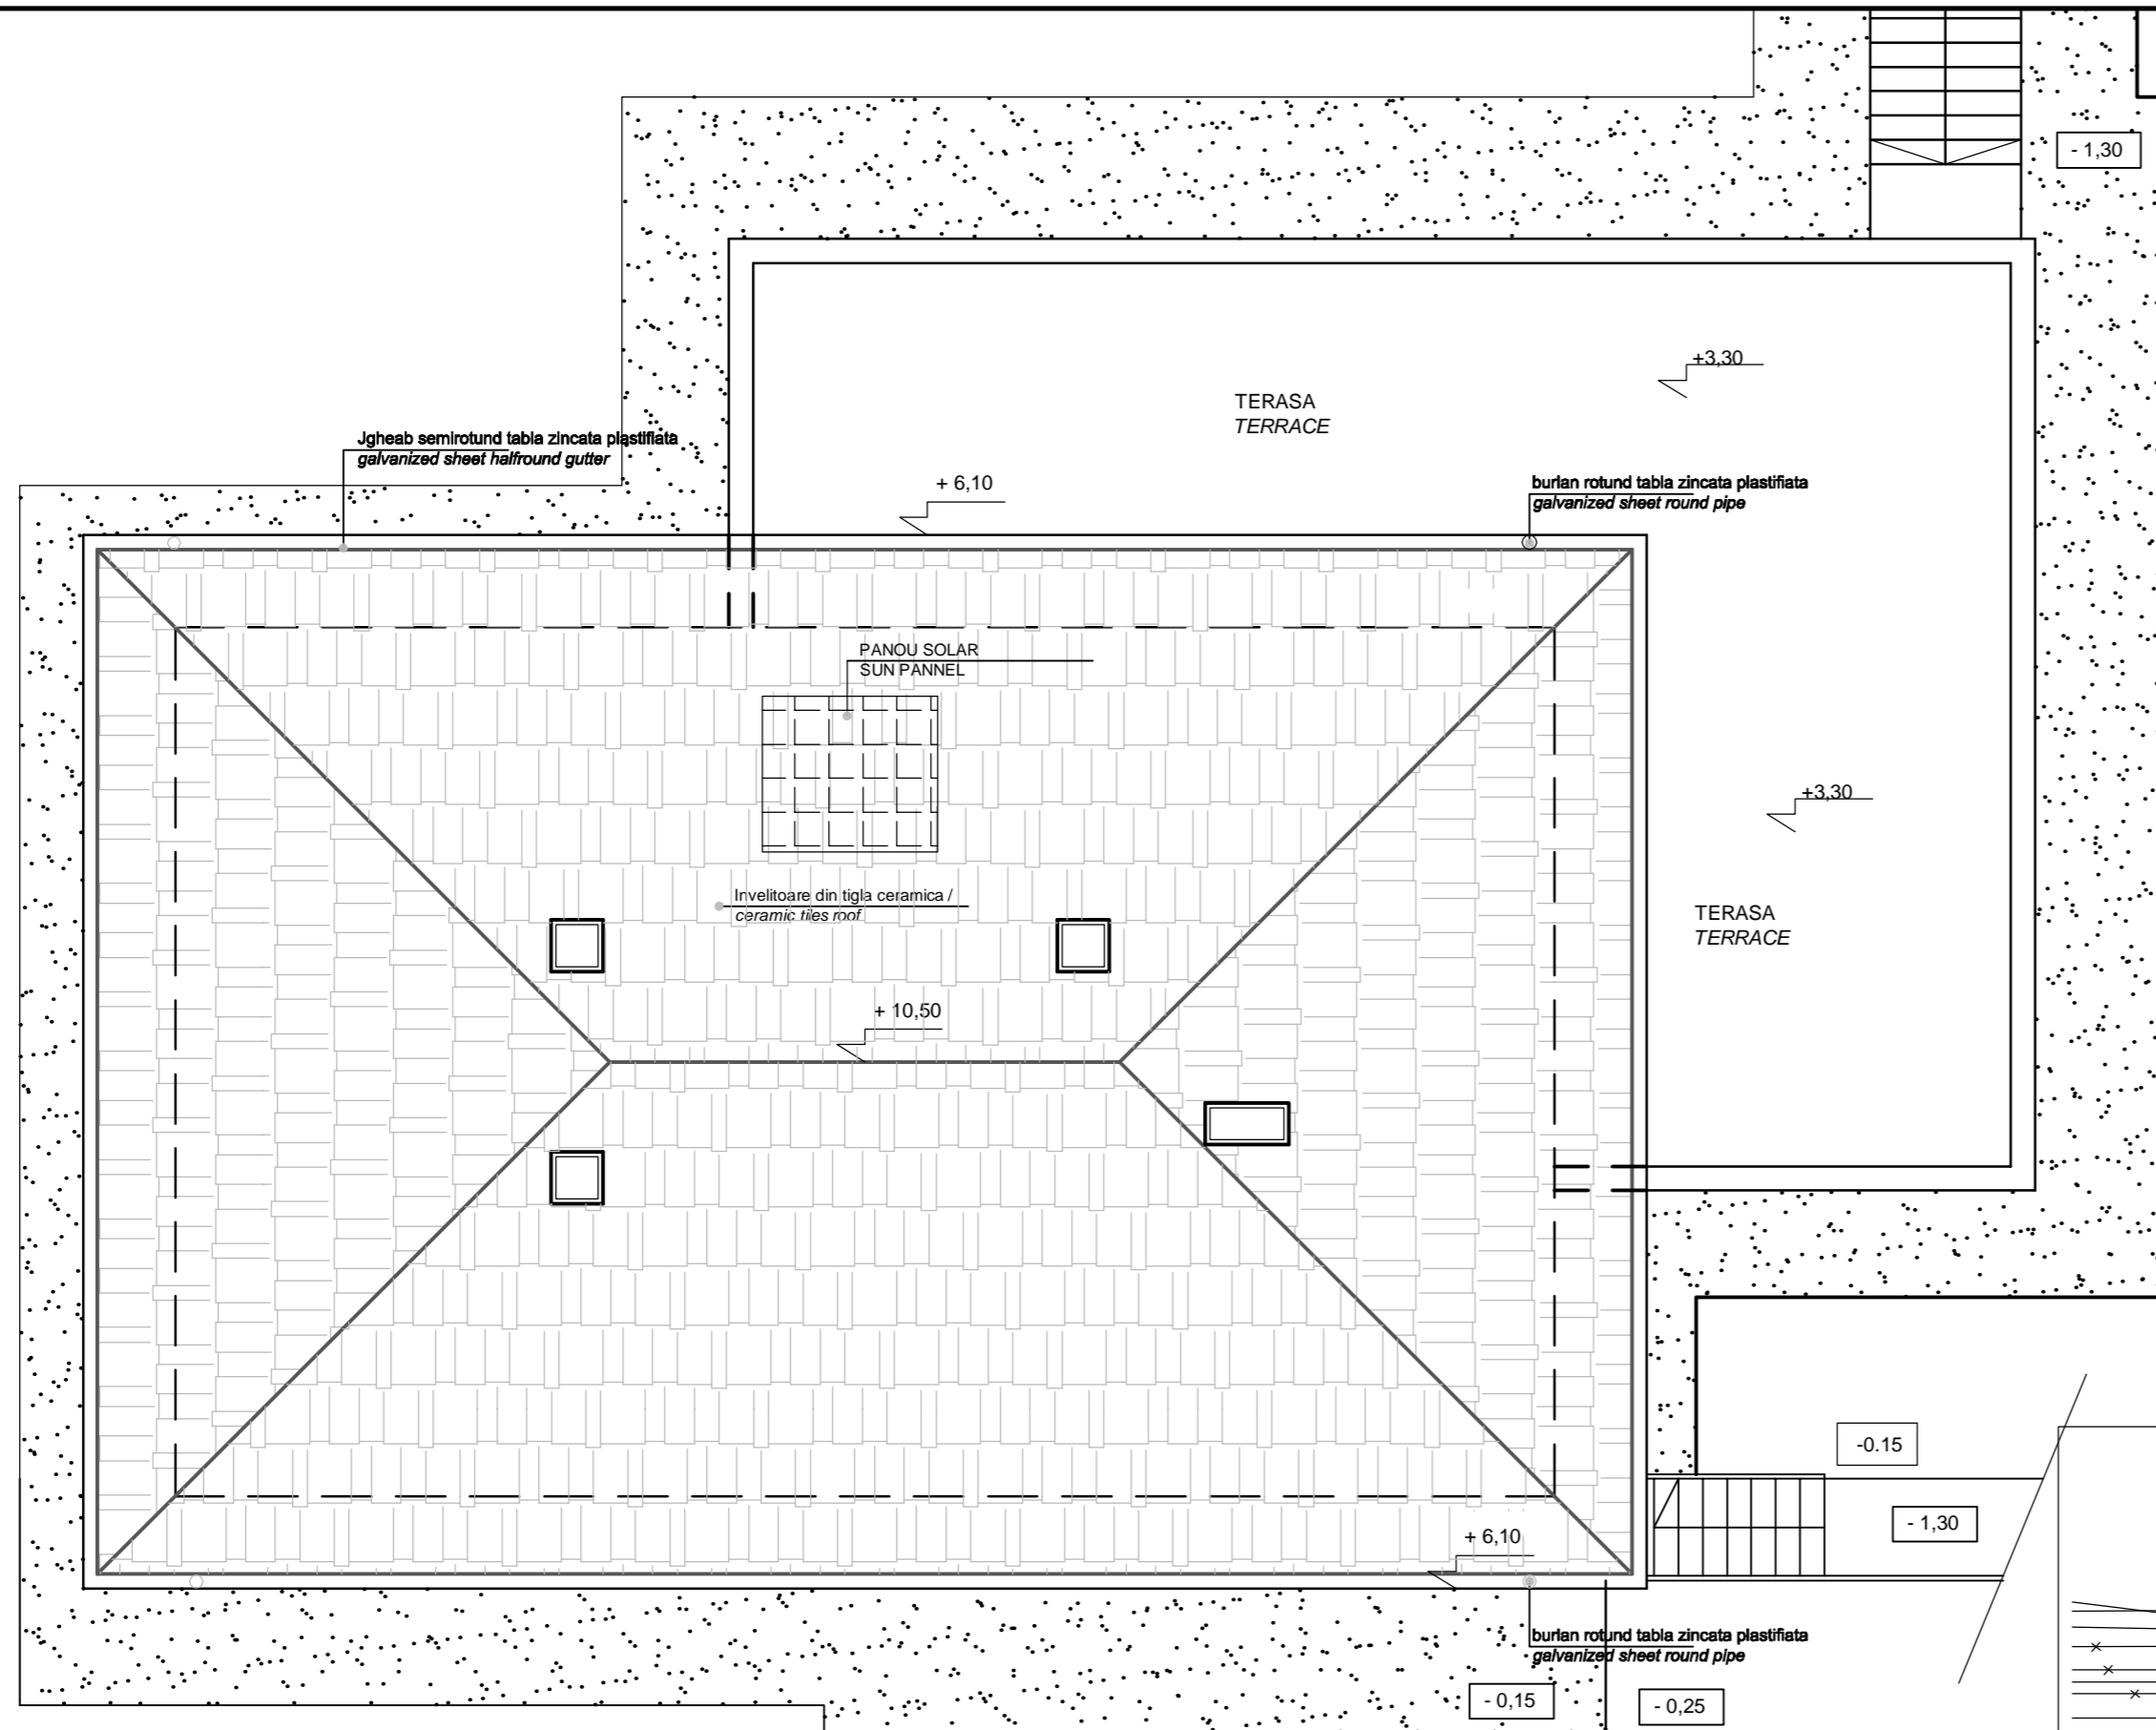 - 1,30
+3,30
TERASA
TERRACE
Jgheab semirotund tabla zincata plastifiata
galvanized sheet halfround gutter
+ 6,10
burlan rotund tabla zincata plastifiata
galvanized sheet round pipe
PANOU SOLAR
SUN PANNEL
+3,30
Invelitoare din tigla ceramica /
ceramic tiles roof
TERASA
TERRACE
+ 10,50
-0.15
- 1,30
+ 6,10
burlan rotund tabla zincata plastifiata
galvanized sheet round pipe
- 0,15
- 0,25